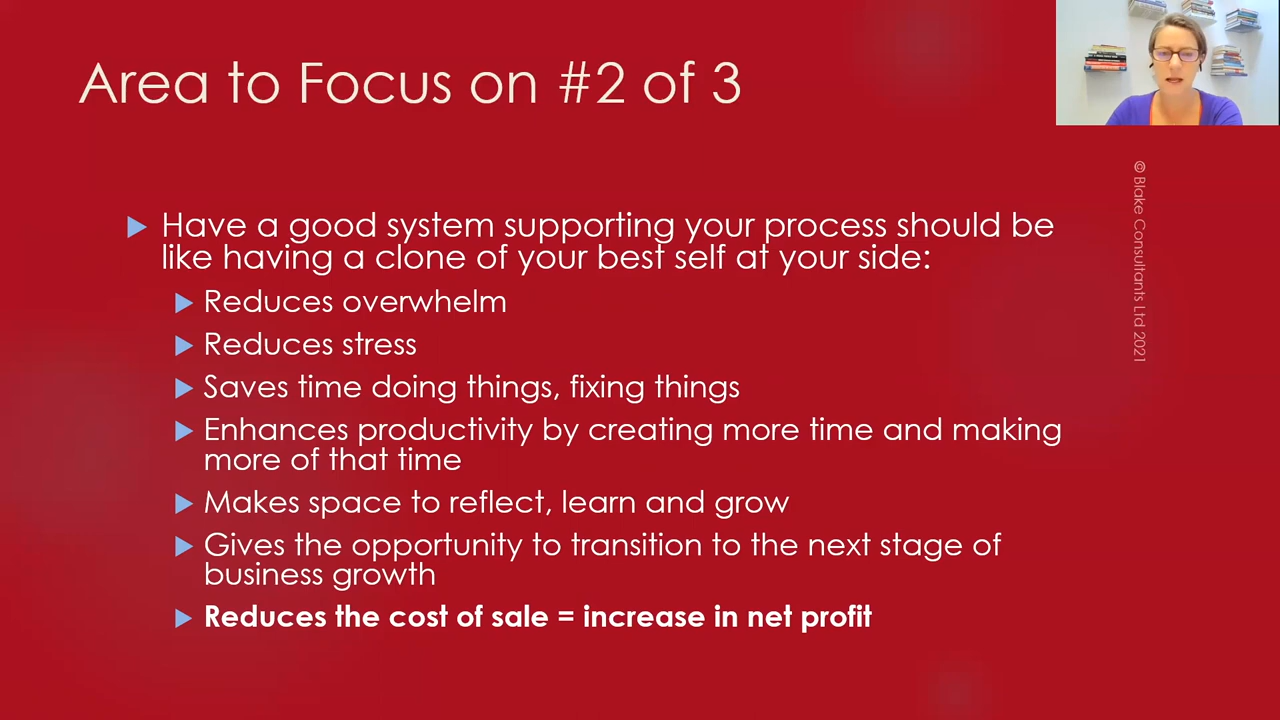 Area to Focus on #2 of 3
Have a good system supporting your process should be
like having a clone of your best self at your side:
Reduces overwhelm
Reduces stress
Saves time doing things, fixing things
Enhances productivity by creating more time and making
more of that time
Makes space to reflect, learn and grow
Gives the opportunity to transition to the next stage of
business growth
Reduces the cost of sale = increase in net profit
© Blake Consultants Ltd 2021